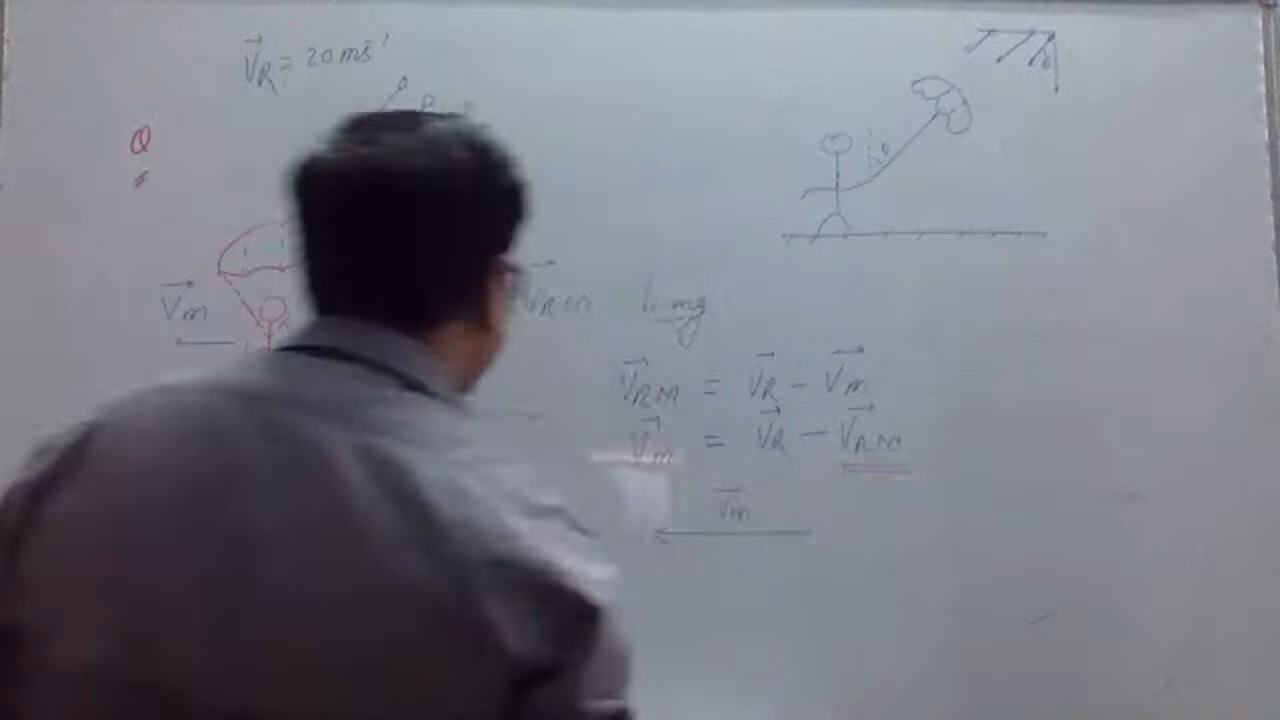 V⃗R = 20 ms⁻¹
Q
θ
V⃗m
V⃗RM
V⃗RM = V⃗R - V⃗m
V⃗m = V⃗R - V⃗RM
V⃗m